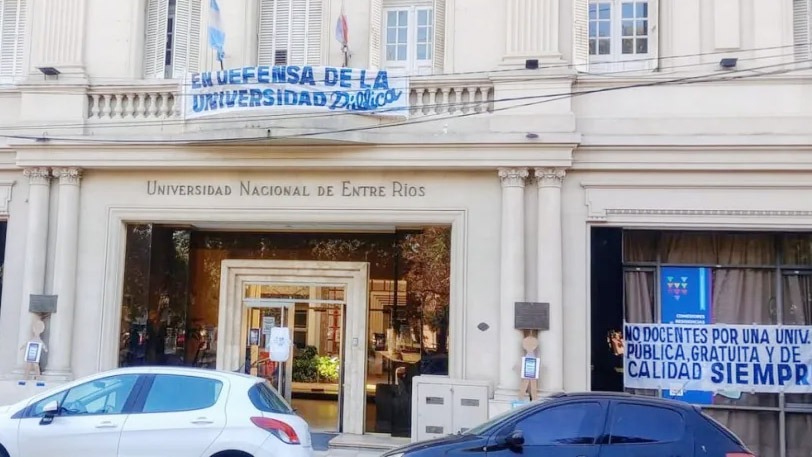 EN DEFENSA DE LA
UNIVERSIDAD Pública
UNIVERSIDAD NACIONAL DE ENTRE RÍOS
NO DOCENTES POR UNA UNIV.
PÚBLICA, GRATUITA Y DE
CALIDAD SIEMPR